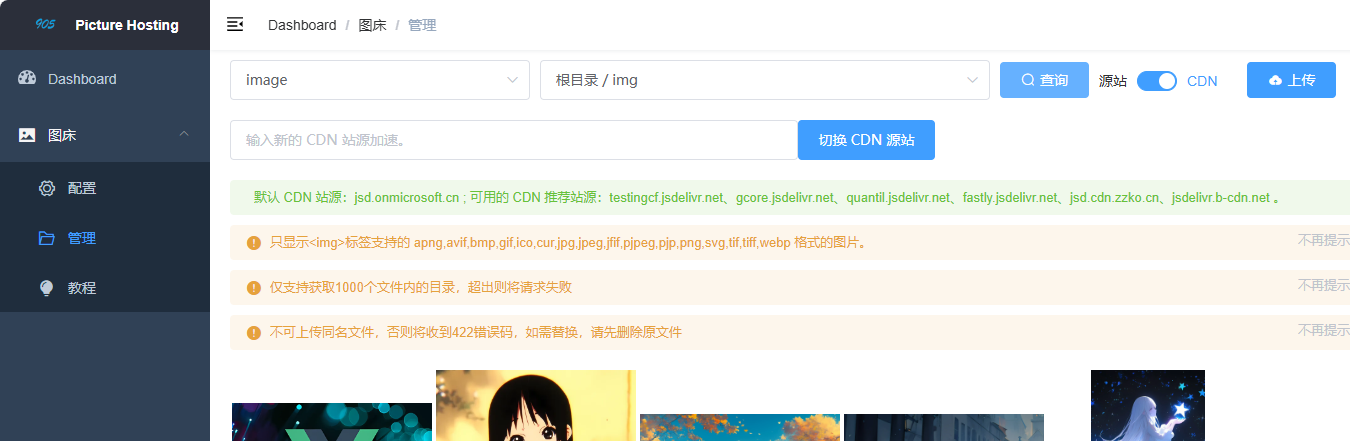 905 Picture Hosting
Dashboard / 图床 / 管理
Dashboard
图床
配置
管理
教程
image
根目录 / img
查询
源站
CDN
上传
输入新的 CDN 站源加速。
切换 CDN 源站
默认 CDN 站源：jsd.onmicrosoft.cn ; 可用的 CDN 推荐站源：testingcf.jsdelivr.net、gcore.jsdelivr.net、quantil.jsdelivr.net、fastly.jsdelivr.net、jsd.cdn.zzko.cn、jsdelivr.b-cdn.net 。
只显示<img>标签支持的 apng,avif,bmp,gif,ico,cur,jpg,jpeg,jfif,pjpeg,pjp,png,svg,tif,tiff,webp 格式的图片。
不再提示
仅支持获取1000个文件内的目录，超出则将请求失败
不再提示
不可上传同名文件，否则将收到422错误码，如需替换，请先删除原文件
不再提示